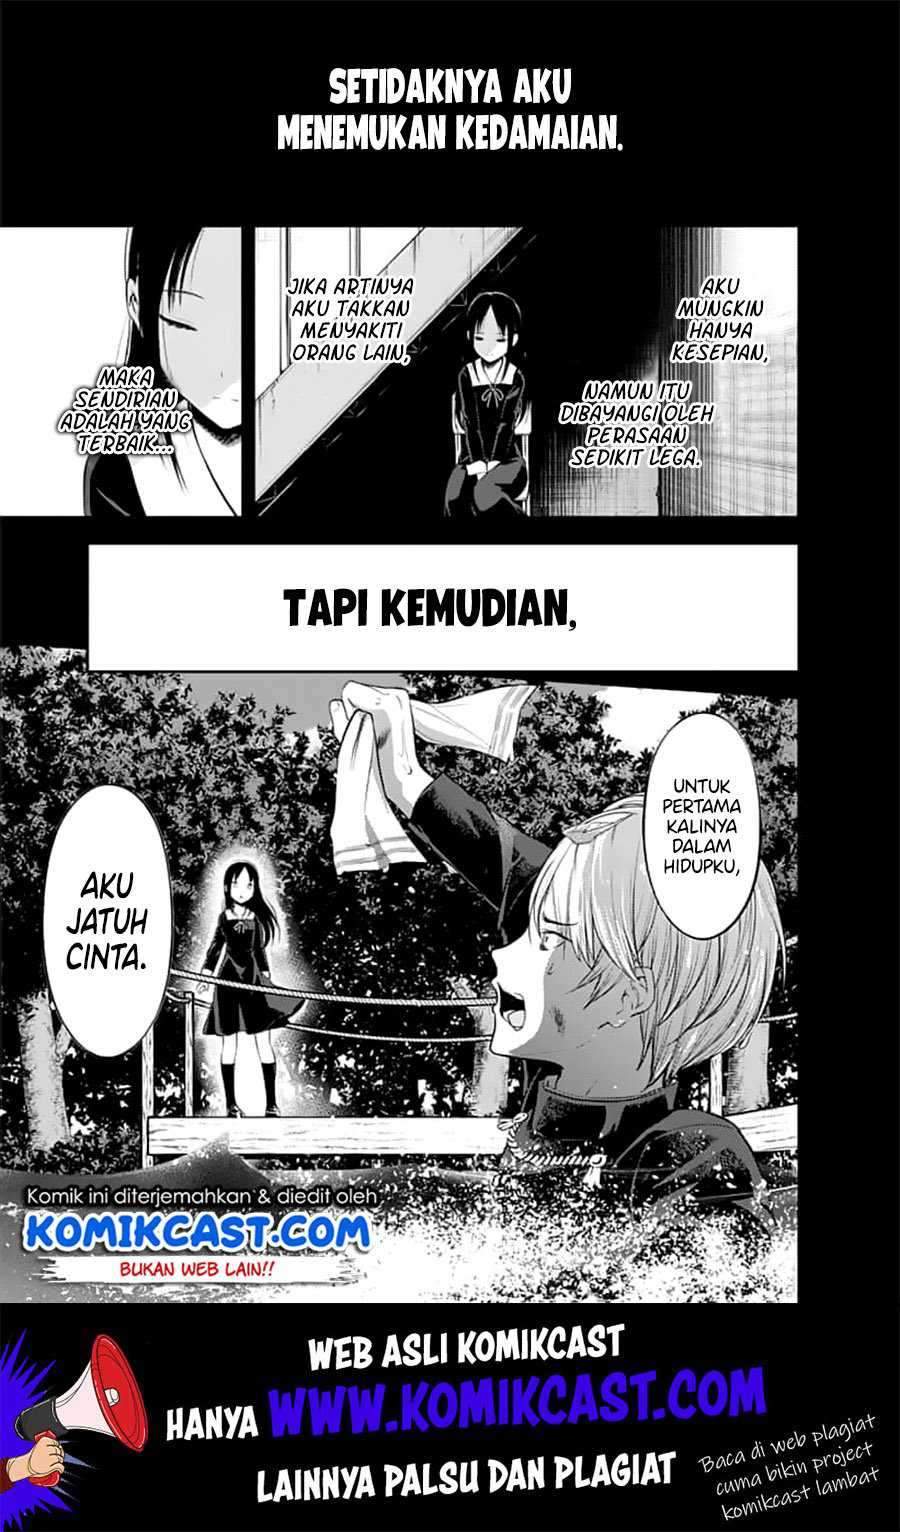 SETIDAKNYA AKU
MENEMUKAN KEDAMAIAN.
AKU
MUNGKIN
HANYA
KESEPIAN,
NAMUN ITU
DIBAYANGI OLEH
PERASAAN
SEDIKIT LEGA.
JIKA ARTINYA
AKU TAKKAN
MENYAKITI
ORANG LAIN,
MAKA
SENDIRIAN
ADALAH YANG
TERBAIK...
TAPI KEMUDIAN,
UNTUK
PERTAMA
KALINYA
DALAM
HIDUPKU,
AKU
JATUH
CINTA.
Komik ini diterjemahkan & diedit oleh
KOMIKCAST.COM
BUKAN WEB LAIN!!
WEB ASLI KOMIKCAST
HANYA WWW.KOMIKCAST.COM
LAINNYA PALSU DAN PLAGIAT
Baca di web plagiat
cuma bikin project
komikcast lambat